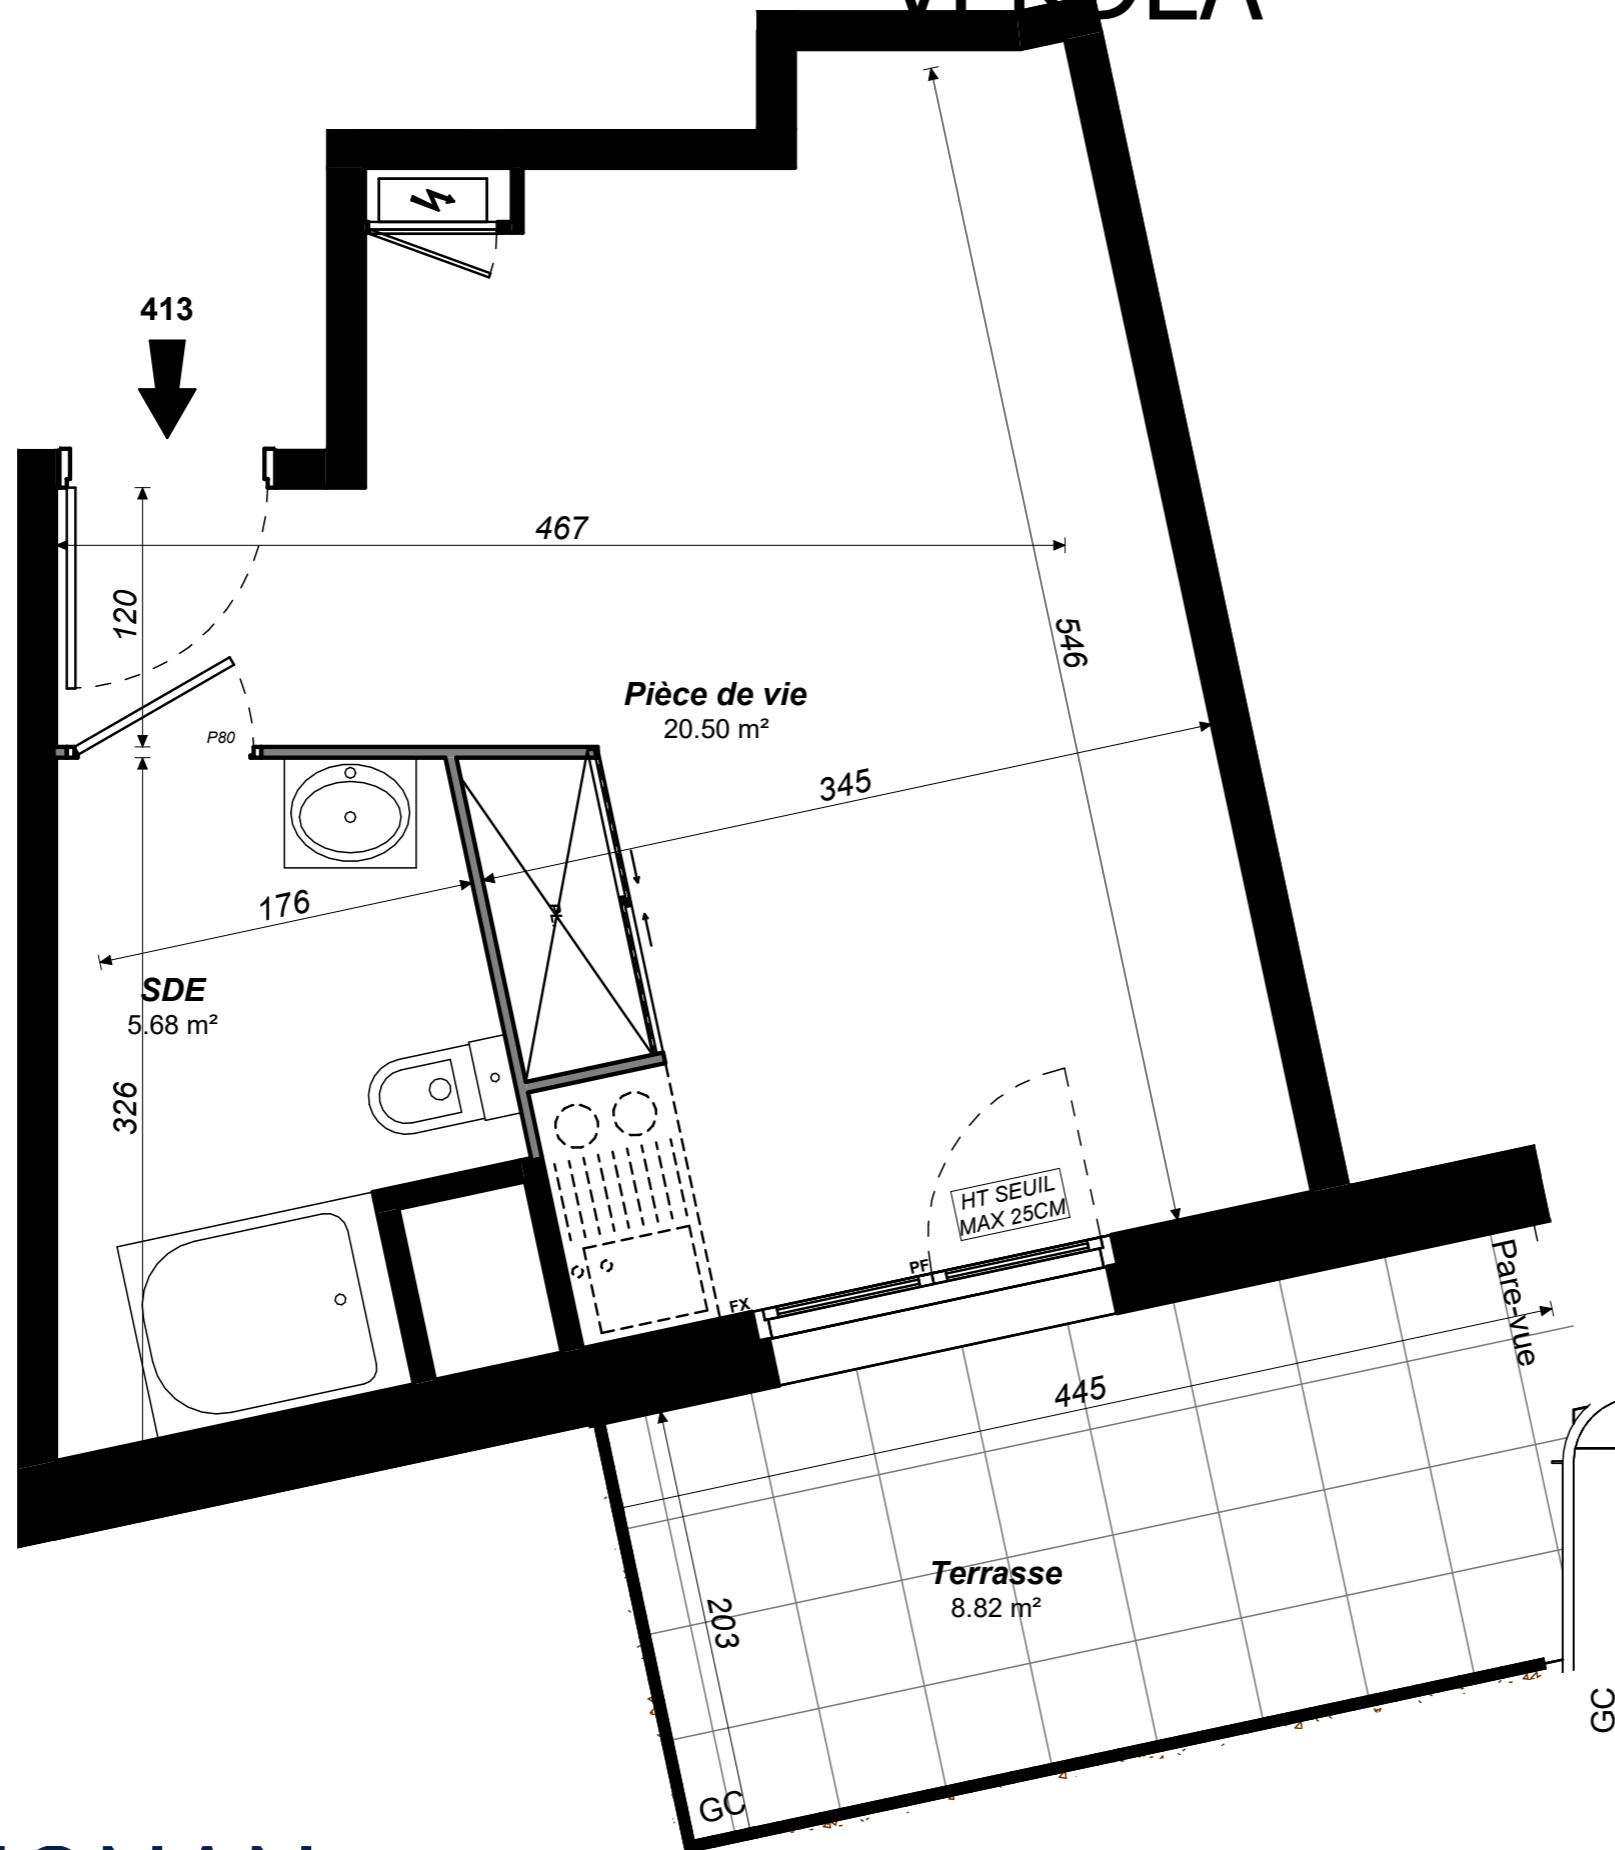 413
467
120
546
Pièce de vie
20.50 m²
P80
345
176
SDE
5.68 m²
326
HT SEUIL
MAX 25CM
PF
FX
Pare-vue
445
Terrasse
8.82 m²
203
GC
GC